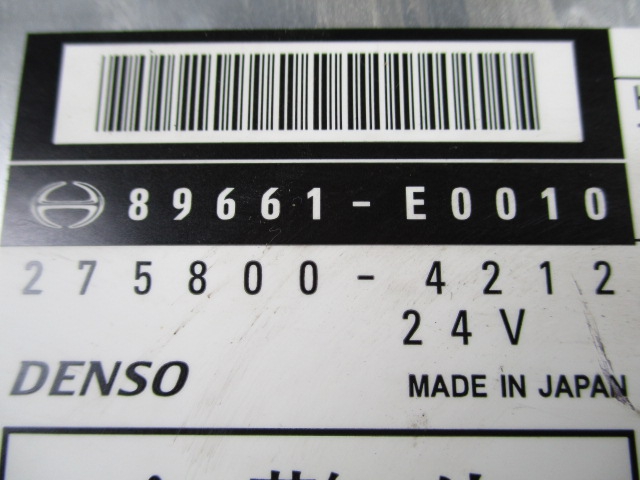 89661-E0010
275800-4212
24V
DENSO
MADE IN JAPAN